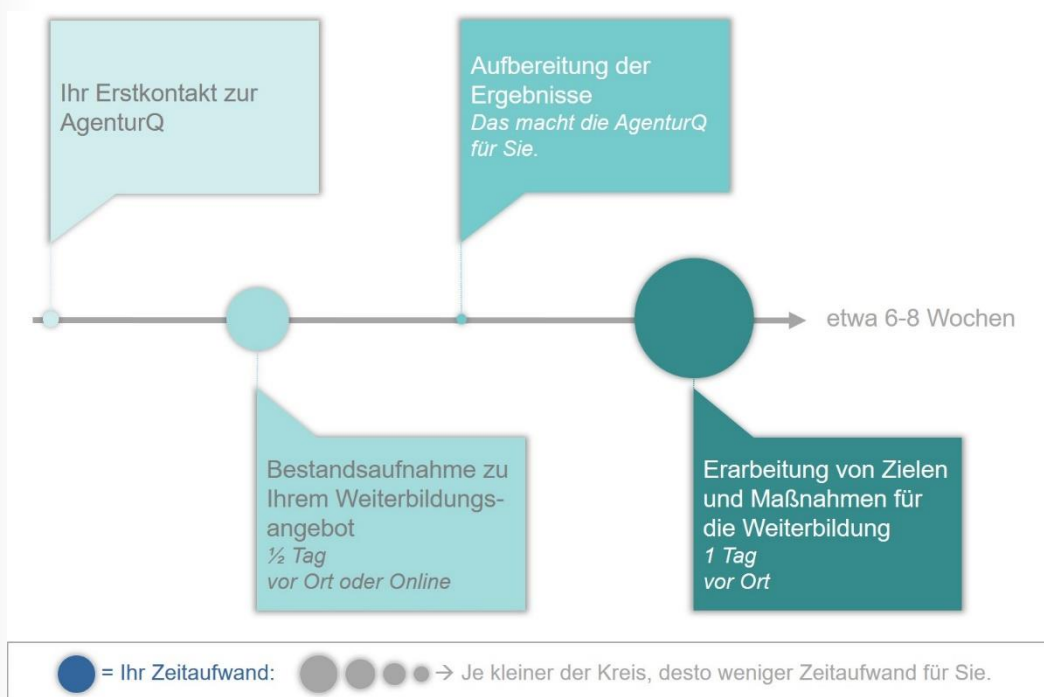 Ihr Erstkontakt zur
AgenturQ
Aufbereitung der
Ergebnisse
Das macht die AgenturQ
für Sie.
etwa 6-8 Wochen
Bestandsaufnahme zu
Ihrem Weiterbildungs-
angebot
½ Tag
vor Ort oder Online
Erarbeitung von Zielen
und Maßnahmen für
die Weiterbildung
1 Tag
vor Ort
= Ihr Zeitaufwand: → Je kleiner der Kreis, desto weniger Zeitaufwand für Sie.